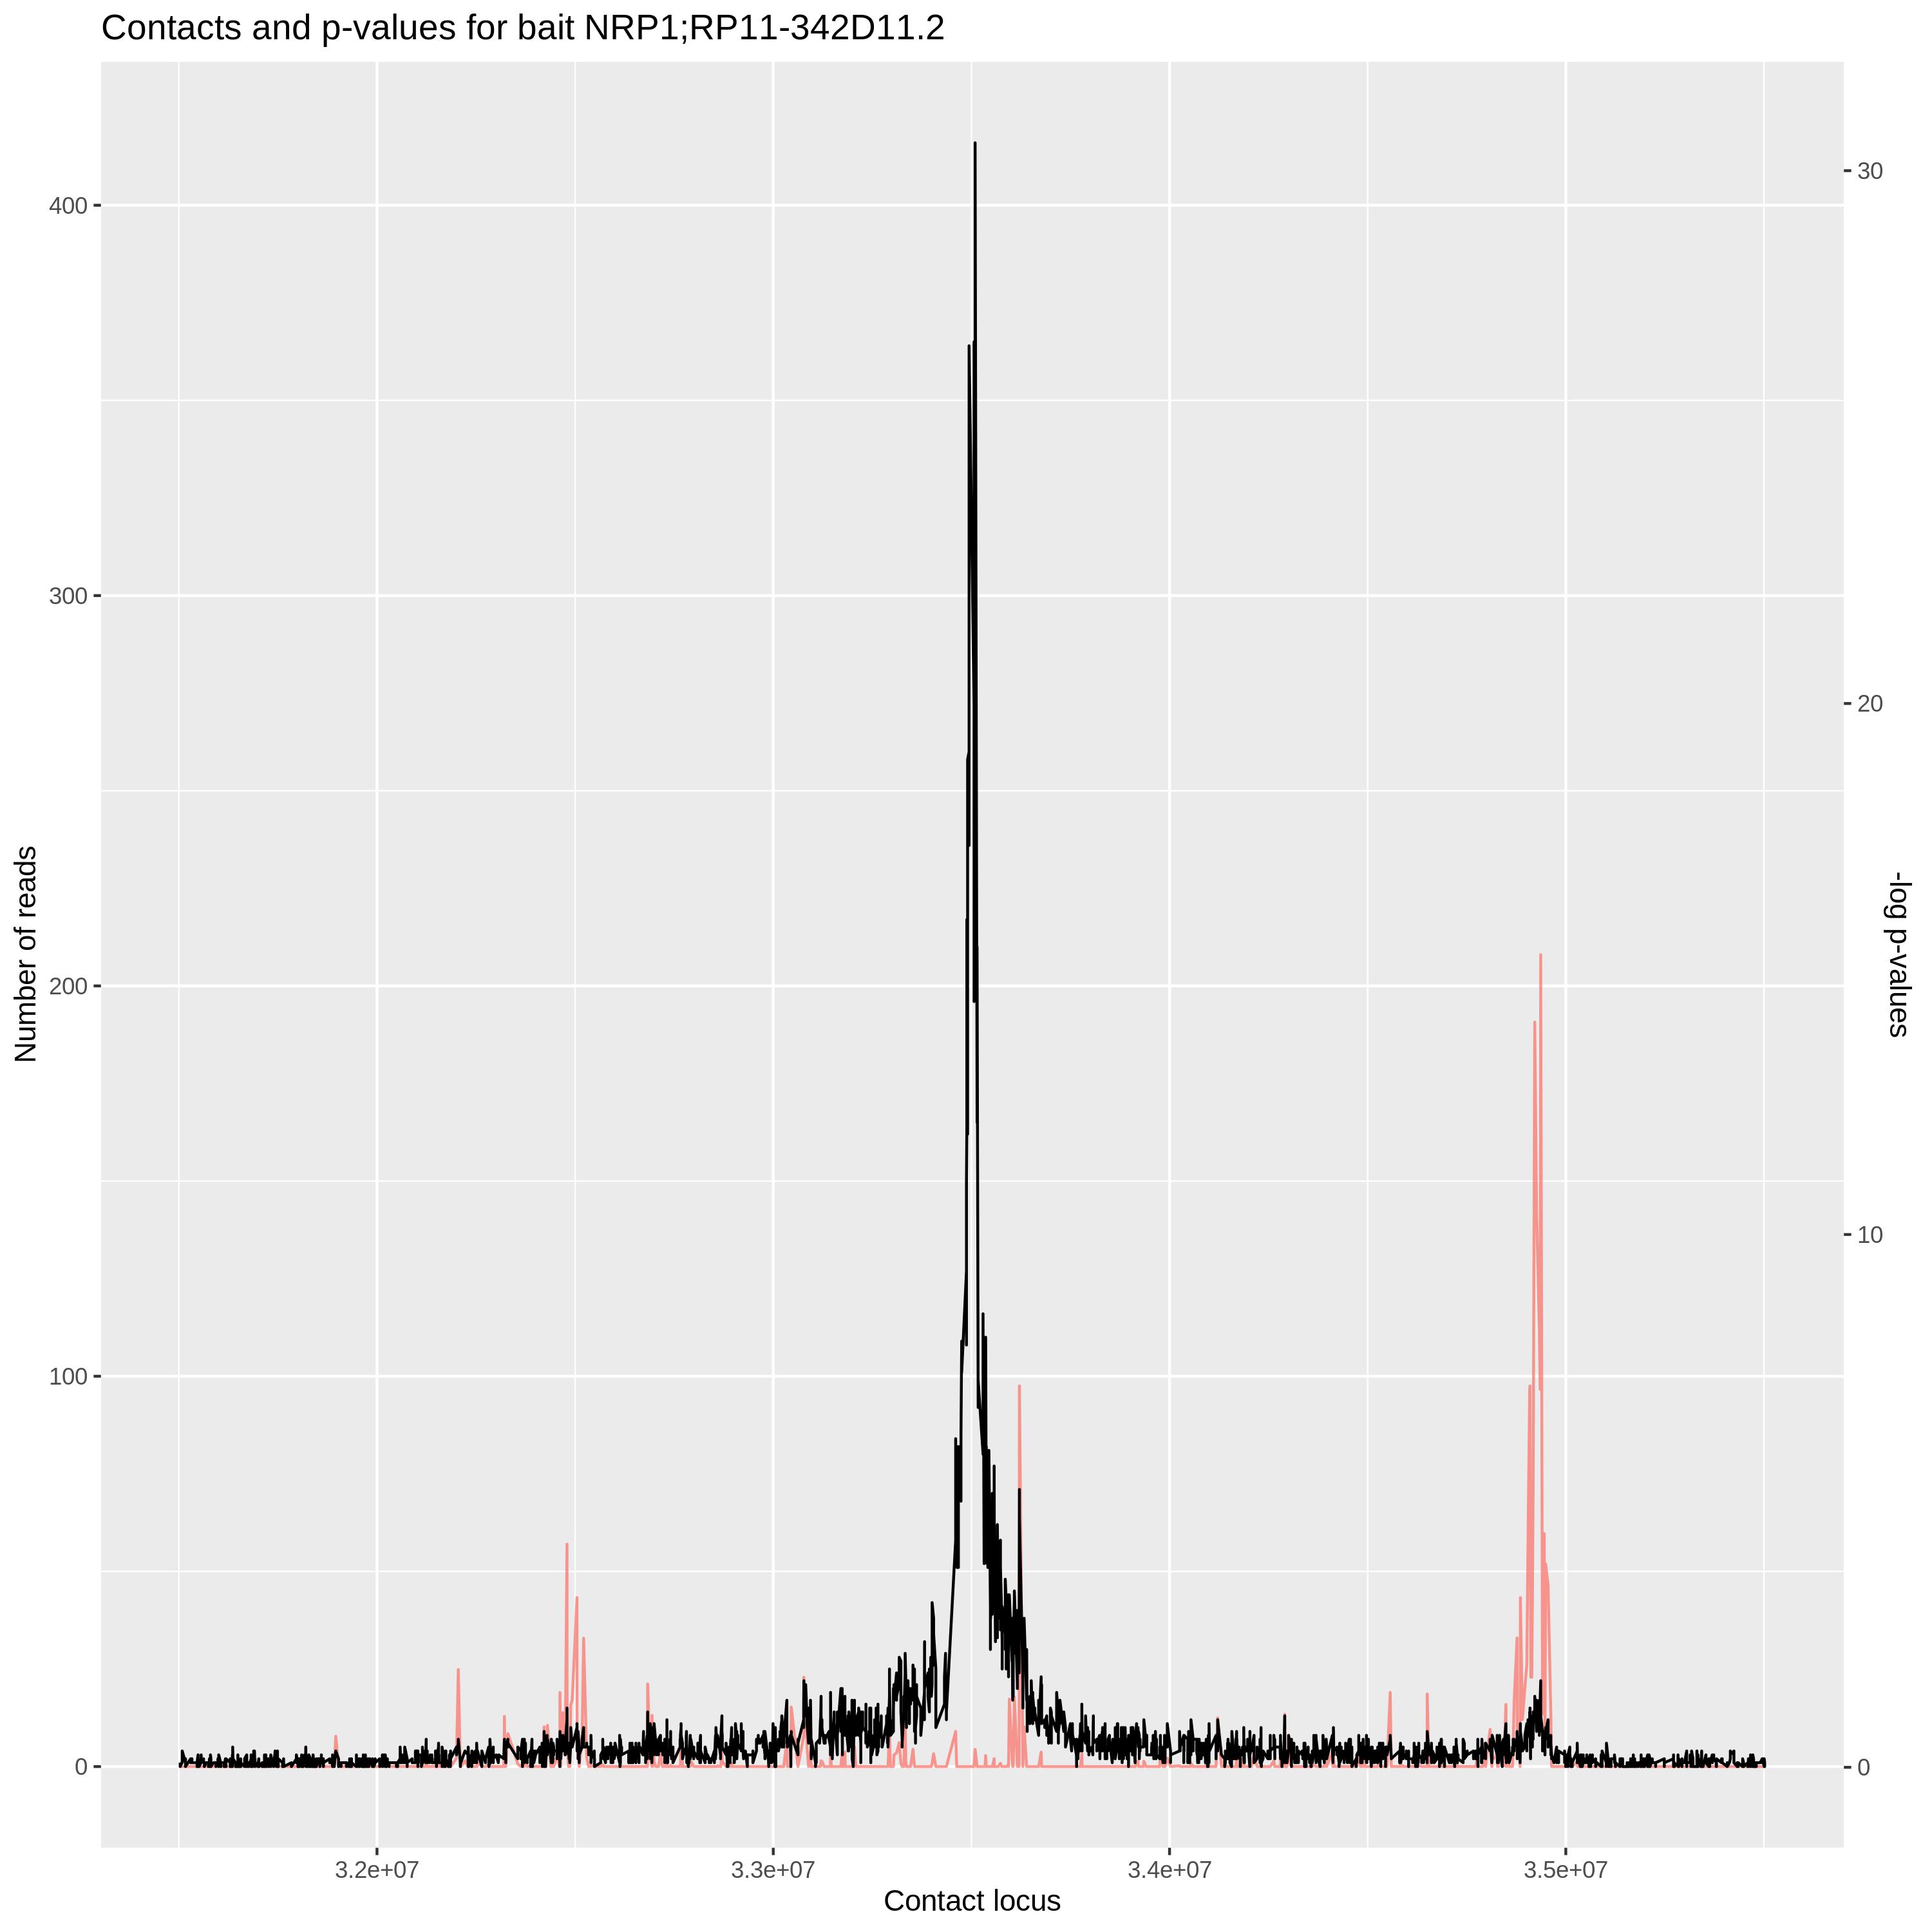 Contacts and p-values for bait NRP1;RP11-342D11.2
400
300
200
100
0
Number of reads
30
20
10
0
-log p-values
3.2e+07
3.3e+07
3.4e+07
3.5e+07
Contact locus